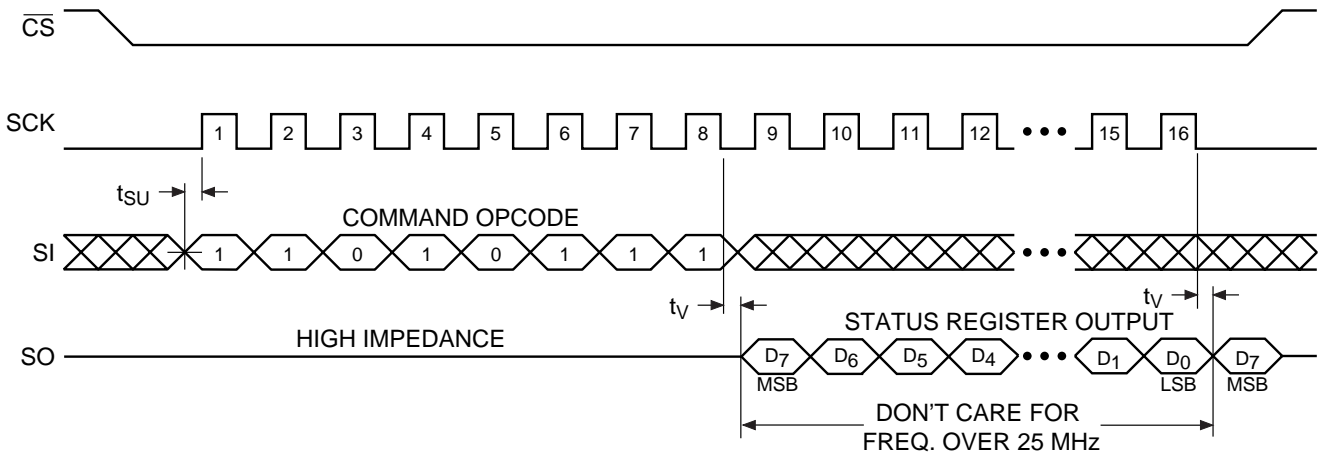 CS
SCK
1 2 3 4 5 6 7 8 9 10 11 12 ••• 15 16
tSU
COMMAND OPCODE
SI
1 1 0 1 0 1 1 1 •••
tV
tV
HIGH IMPEDANCE
STATUS REGISTER OUTPUT
SO
D7 D6 D5 D4 ••• D1 D0 D7
MSB LSB MSB
DON'T CARE FOR
FREQ. OVER 25 MHz